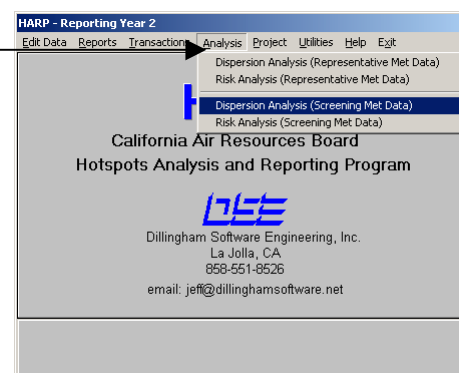 HARP - Reporting Year 2
Edit Data Reports Transactions Analysis Project Utilities Help Exit
Dispersion Analysis (Representative Met Data)
Risk Analysis (Representative Met Data)
Dispersion Analysis (Screening Met Data)
Risk Analysis (Screening Met Data)
California Air Resources Board
Hotspots Analysis and Reporting Program
DSE
Dillingham Software Engineering, Inc.
La Jolla, CA
858-551-8526
email: jeff@dillinghamsoftware.net